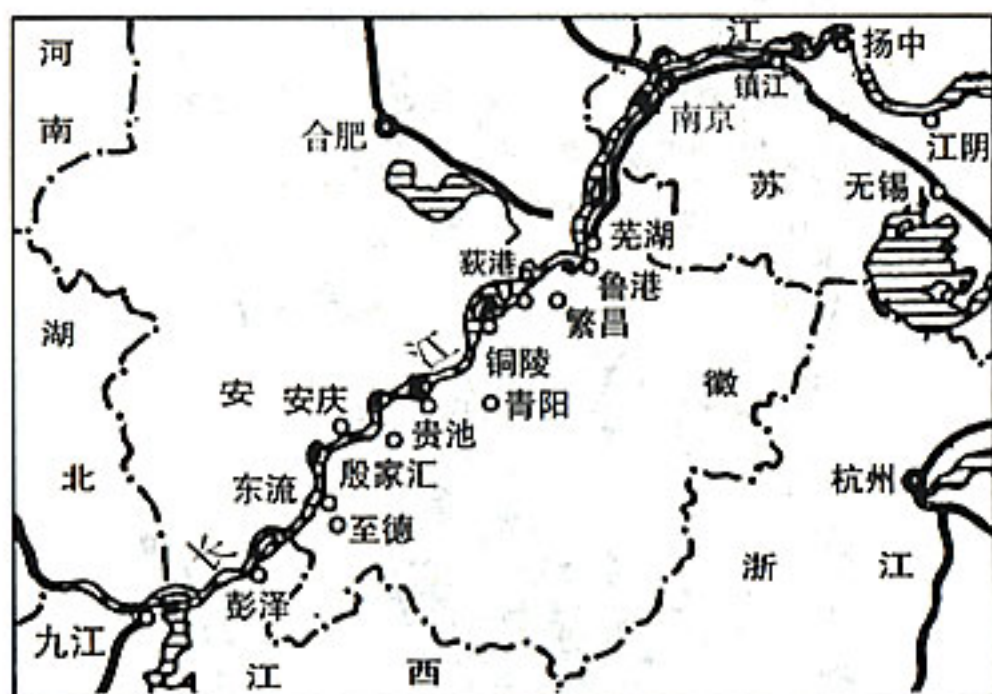 河
南
江
扬中
镇江
南京
江阴
合肥
苏
无锡
芜湖
荻港
鲁港
繁昌
湖
江
铜陵
徽
安
安庆
青阳
贵池
北
殷家汇
东流
杭州
至德
长
浙
江
彭泽
九江
江
西